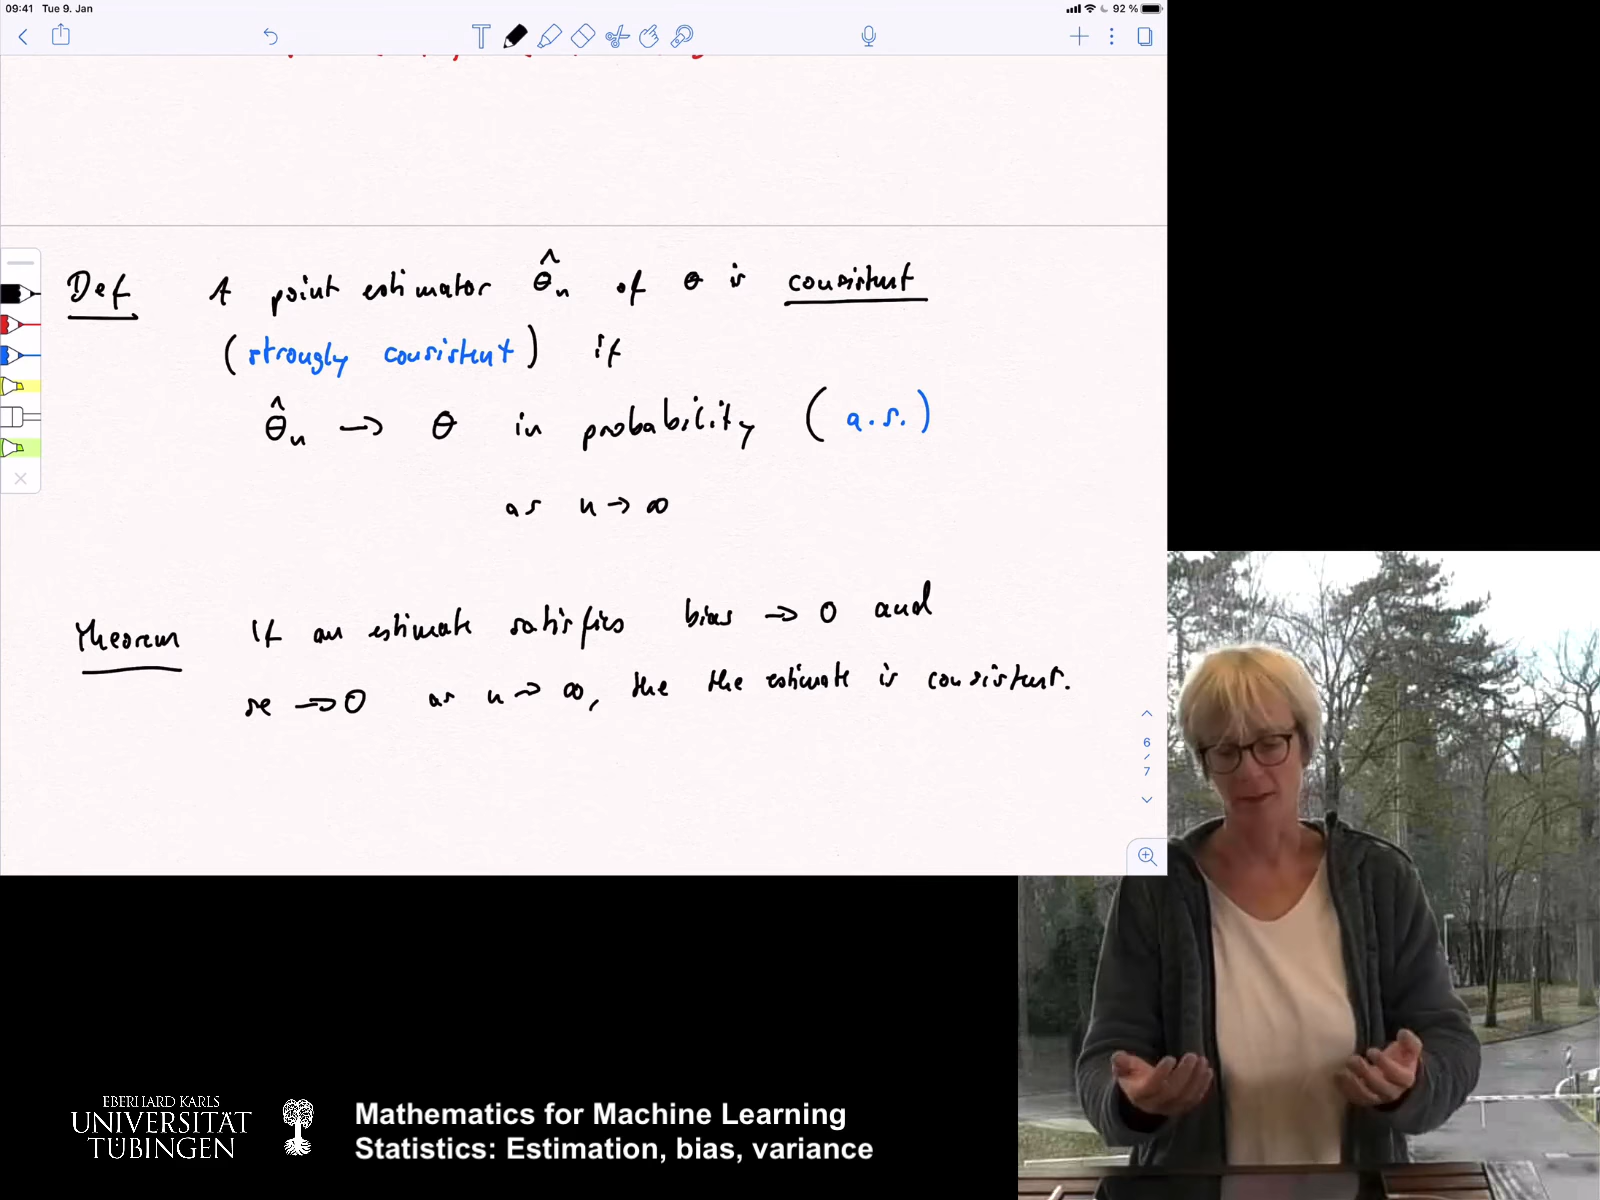 09:41 Tue 9. Jan
92 %
Def A point estimator θ̂ₙ of θ is consistent
(strongly consistent) if
θ̂ₙ → θ in probability (a.s.)
as n → ∞
Theorem If an estimate satisfies bias → 0 and
se → 0 as n → ∞, the the estimate is consistent.
6
/
7
EBERHARD KARLS
UNIVERSITÄT
TÜBINGEN
Mathematics for Machine Learning
Statistics: Estimation, bias, variance